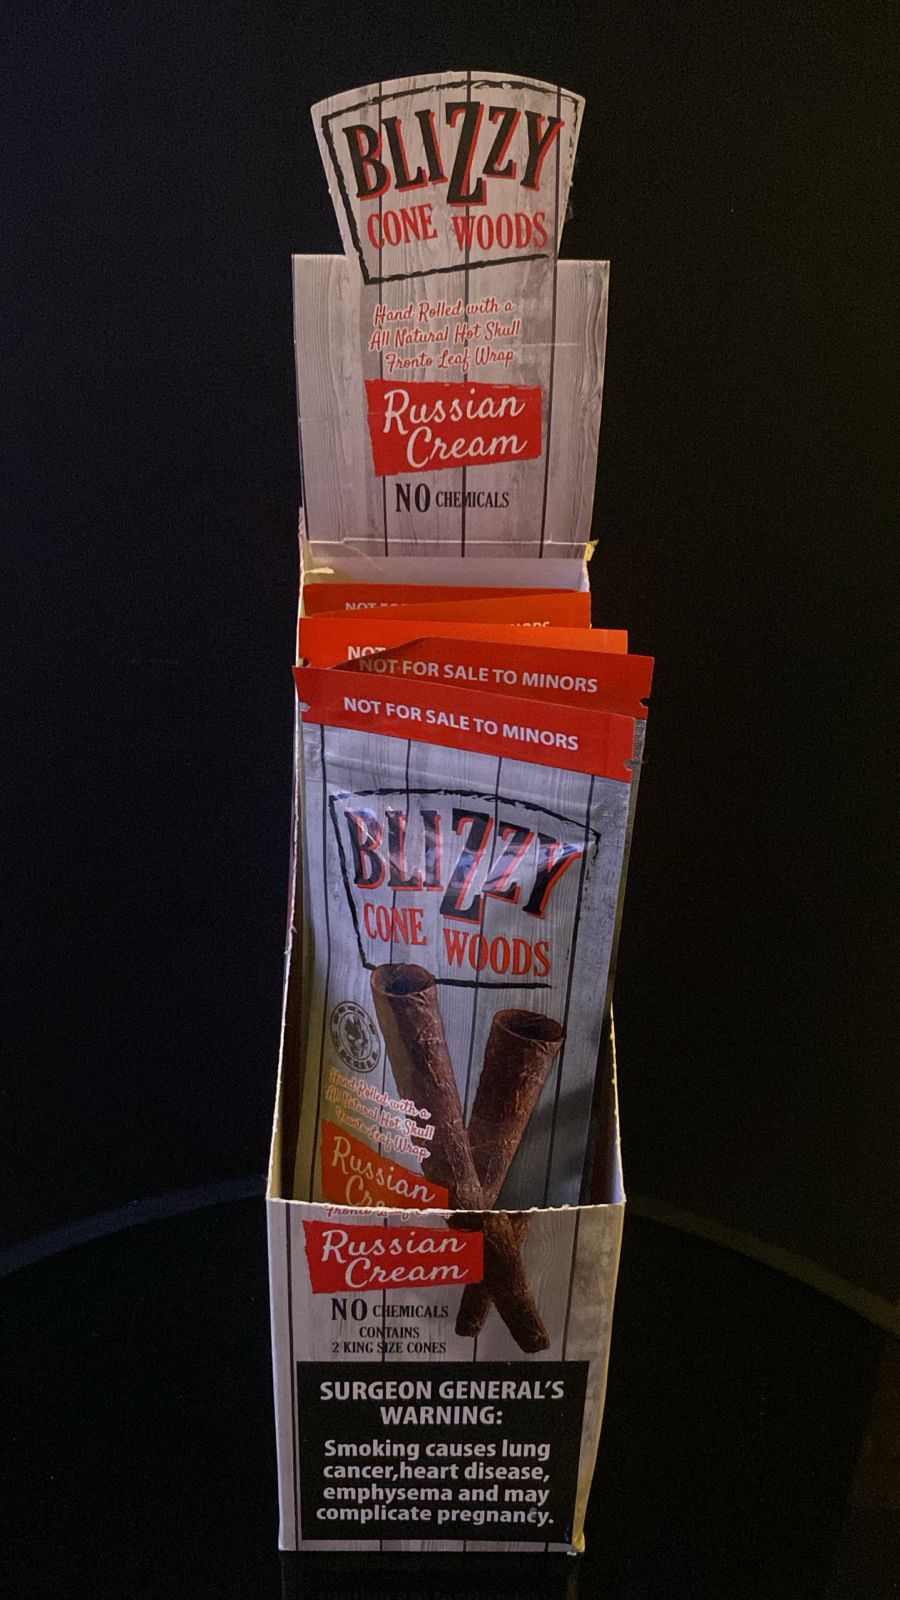 BLIZZY
CONE WOODS
Hand Rolled with a
All Natural Hot Skull
Fronto Leaf Wrap
Russian
Cream
NO CHEMICALS
NOT FOR SALE TO MINORS
NOT FOR SALE TO MINORS
BLIZZY
CONE WOODS
Hand Rolled with a
All Natural Hot Skull
Fronto Leaf Wrap
Russian
Russian
Cream
NO CHEMICALS
CONTAINS
2 KING SIZE CONES
SURGEON GENERAL'S
WARNING:
Smoking causes lung
cancer,heart disease,
emphysema and may
complicate pregnancy.